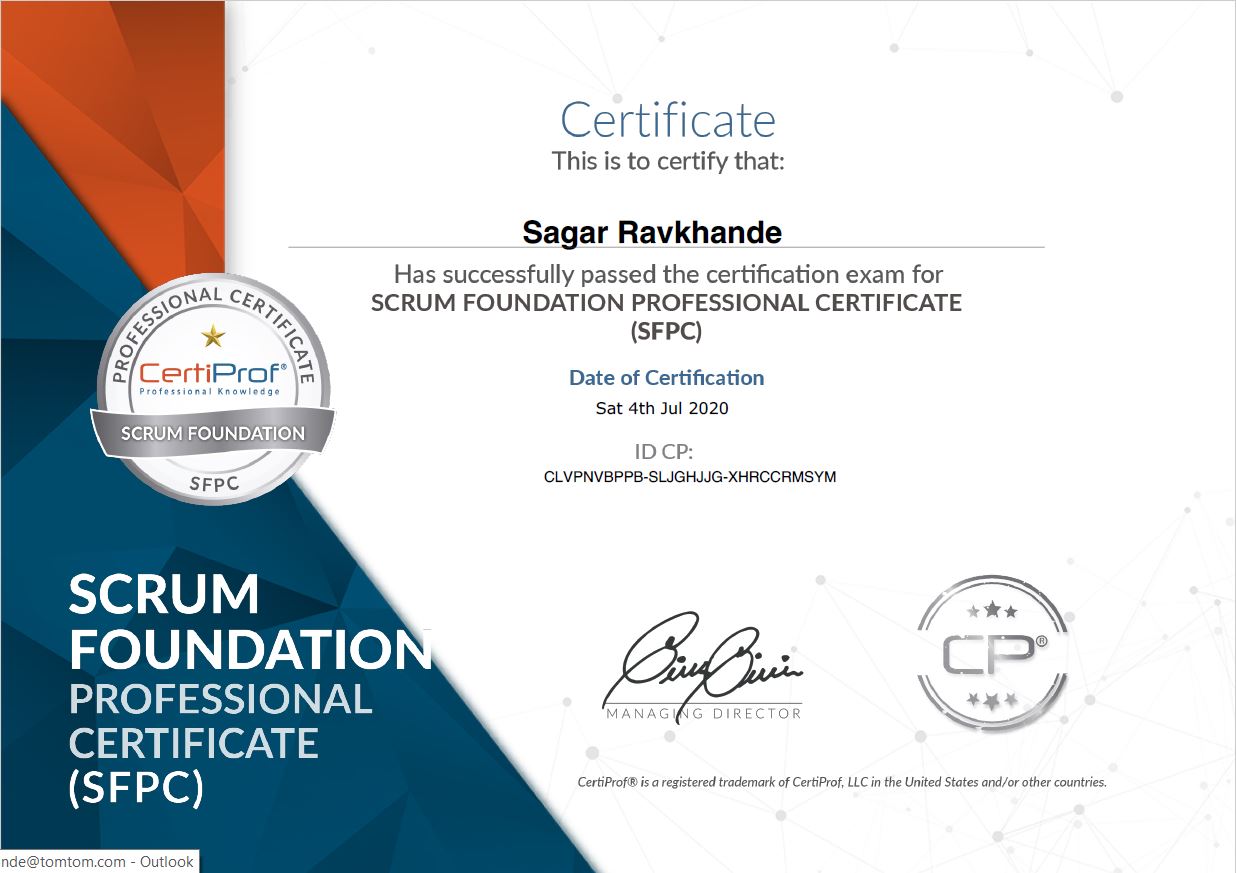 Certificate
This is to certify that:
Sagar Ravkhande
Has successfully passed the certification exam for
SCRUM FOUNDATION PROFESSIONAL CERTIFICATE
(SFPC)
Date of Certification
Sat 4th Jul 2020
ID CP:
CLVPNVBPPB-SLJGHJJG-XHRCCRMSYM
PROFESSIONAL CERTIFICATE
CertiProf®
Professional Knowledge
SCRUM FOUNDATION
SFPC
SCRUM
FOUNDATION
PROFESSIONAL
CERTIFICATE
(SFPC)
MANAGING DIRECTOR
CP®
CertiProf® is a registered trademark of CertiProf, LLC in the United States and/or other countries.
nde@tomtom.com - Outlook